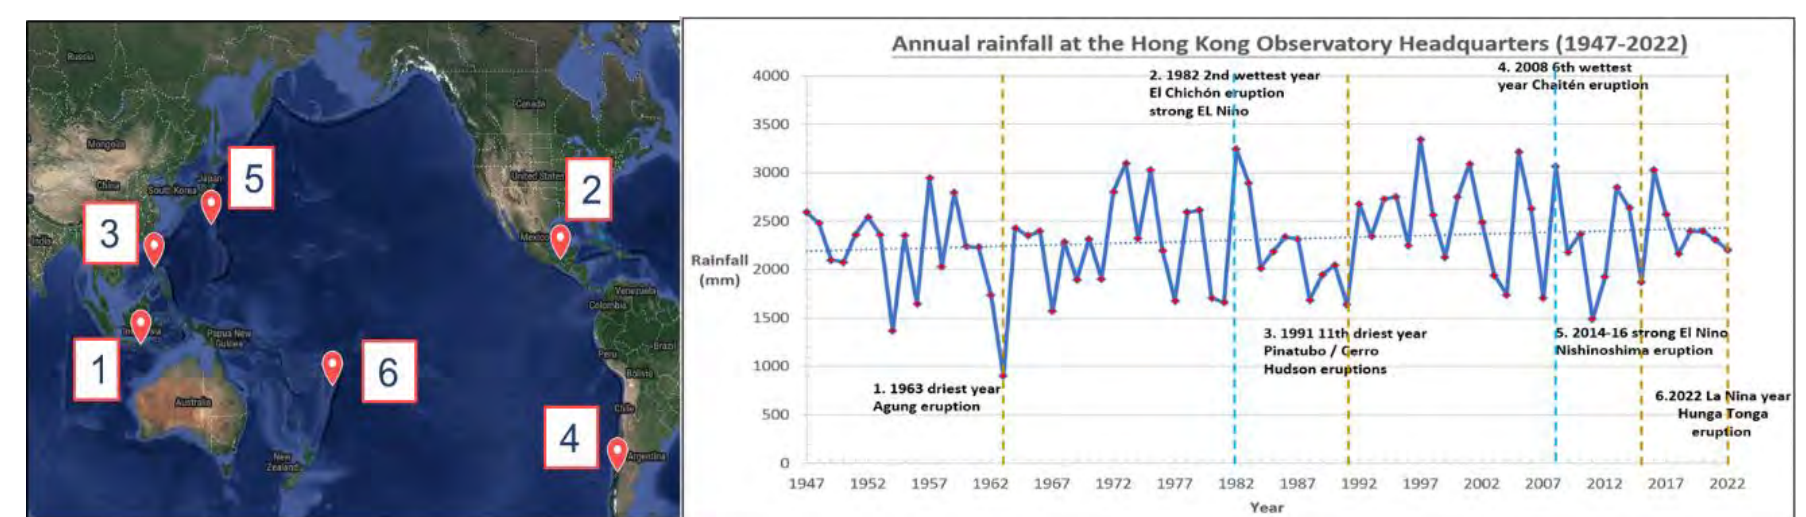 Russia
Canada
Mongolia
Japan
5
United States
2
China
South Korea
3
India
Mexico
Venezuela
Colombia
1
Papua New
Guinea
6
Peru
Brazil
Bolivia
Australia
Chile
4
New
Zealand
Argentina
Annual rainfall at the Hong Kong Observatory Headquarters (1947-2022)
4. 2008 6th wettest
year Chaitén eruption
2. 1982 2nd wettest year
El Chichón eruption
strong EL Nino
4000
3500
3000
2500
2000
1500
1000
500
0
Rainfall
(mm)
3. 1991 11th driest year
Pinatubo / Cerro
Hudson eruptions
5. 2014-16 strong El Nino
Nishinoshima eruption
1. 1963 driest year
Agung eruption
6.2022 La Nina year
Hunga Tonga
eruption
1947 1952 1957 1962 1967 1972 1977 1982 1987 1992 1997 2002 2007 2012 2017 2022
Year